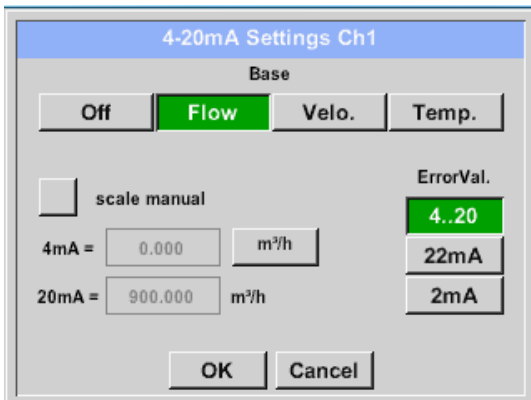 4-20mA Settings Ch1
Base
Off Flow Velo. Temp.
ErrorVal.
scale manual
4..20
4mA = 0.000 m³/h
22mA
20mA = 900.000 m³/h
2mA
OK Cancel